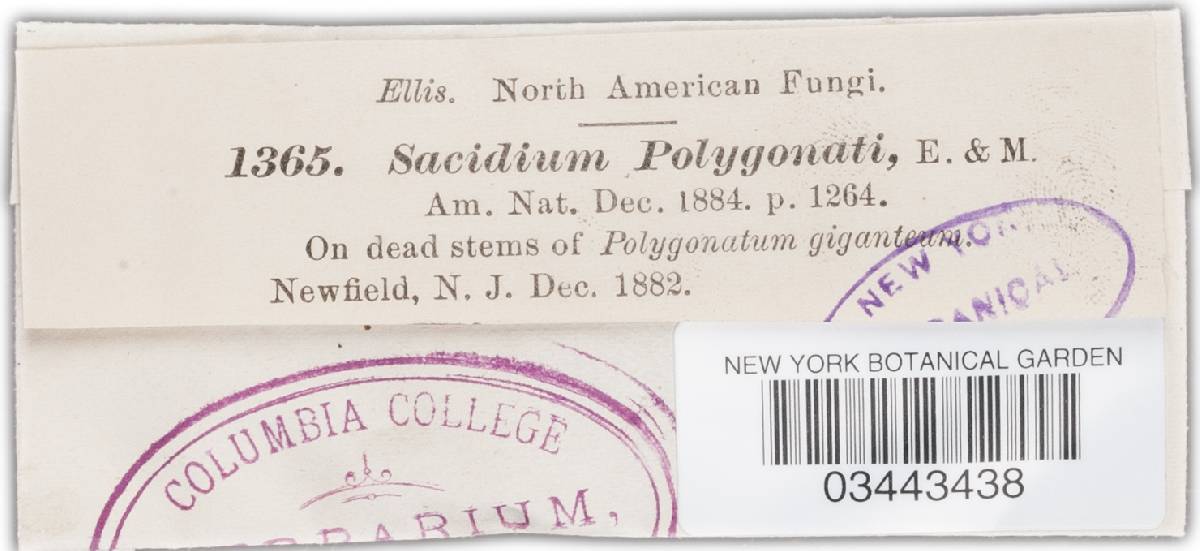 Ellis. North American Fungi.
1365. Sacidium Polygonati, E. & M.
Am. Nat. Dec. 1884. p. 1264.
On dead stems of Polygonatum giganteum.
Newfield, N. J. Dec. 1882.
NEW
COLUMBIA COLLEGE
NEW YORK BOTANICAL GARDEN
03443438